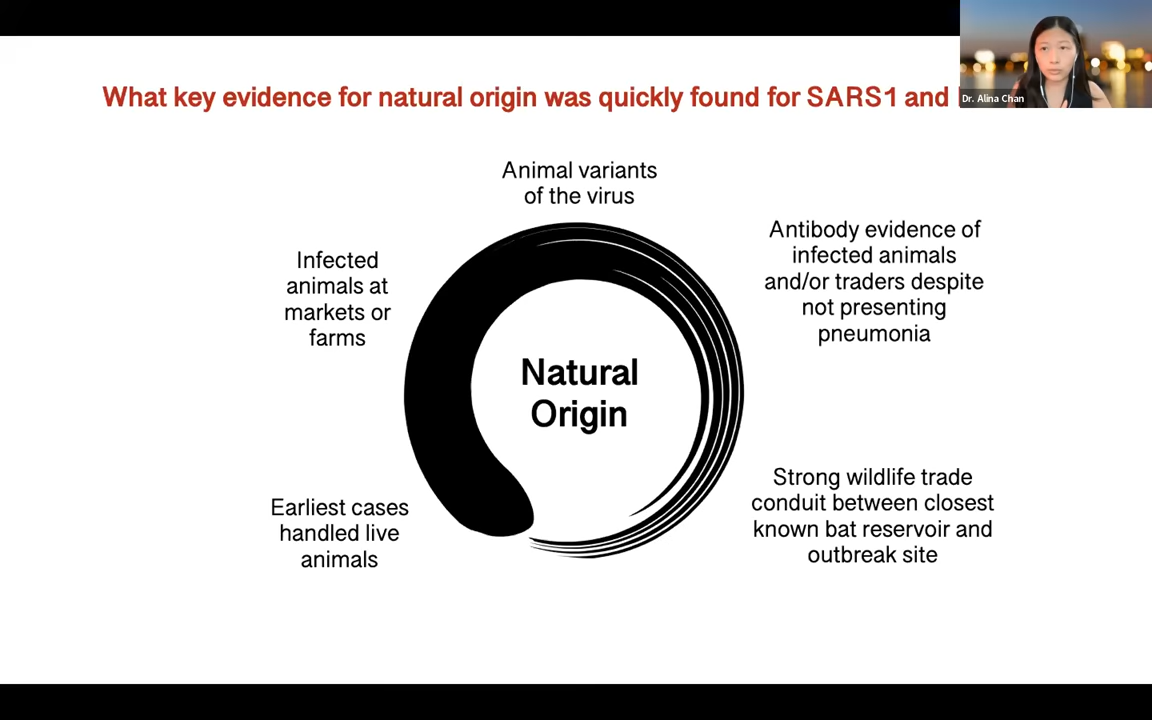 What key evidence for natural origin was quickly found for SARS1 and
Dr. Alina Chan
Animal variants
of the virus
Antibody evidence of
infected animals
and/or traders despite
not presenting
pneumonia
Infected
animals at
markets or
farms
Natural
Origin
Strong wildlife trade
conduit between closest
known bat reservoir and
outbreak site
Earliest cases
handled live
animals